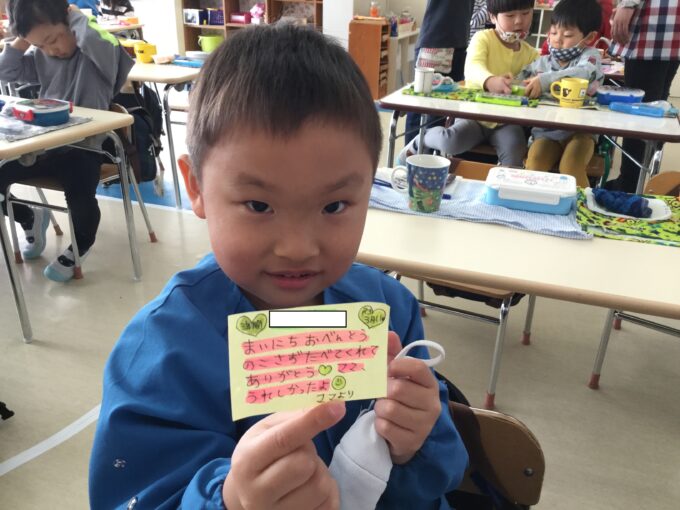 まいにち おべんとう
のこさずたべてくれて
ありがとう♡ママ、
うれしかったよ☺
ママより